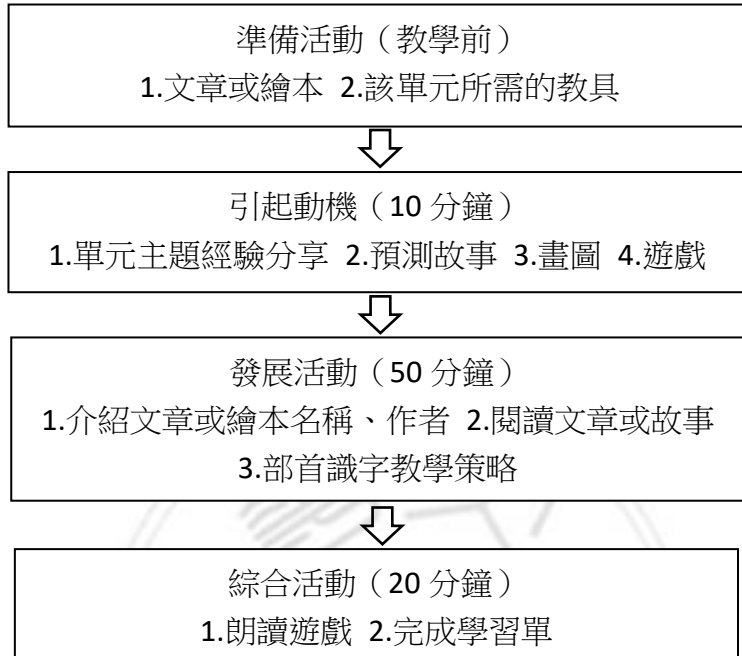 準備活動（教學前）
1.文章或繪本 2.該單元所需的教具
引起動機（10 分鐘）
1.單元主題經驗分享 2.預測故事 3.畫圖 4.遊戲
發展活動（50 分鐘）
1.介紹文章或繪本名稱、作者 2.閱讀文章或故事
3.部首識字教學策略
綜合活動（20 分鐘）
1.朗讀遊戲 2.完成學習單